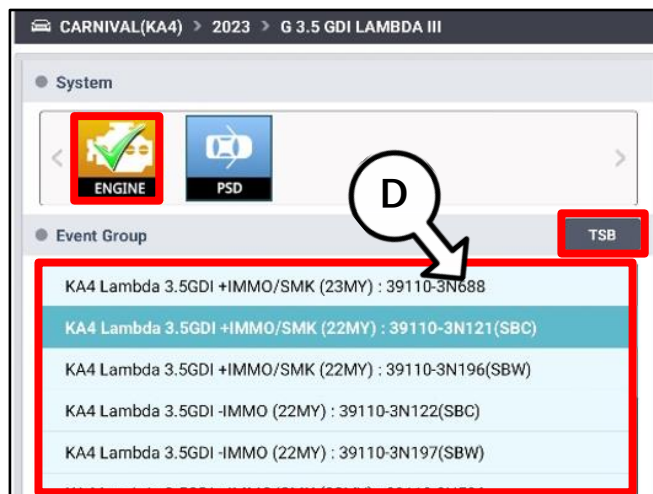 CARNIVAL(KA4) > 2023 > G 3.5 GDI LAMBDA III
System
ENGINE
PSD
D
Event Group
TSB
KA4 Lambda 3.5GDI +IMMO/SMK (23MY) : 39110-3N688
KA4 Lambda 3.5GDI +IMMO/SMK (22MY) : 39110-3N121(SBC)
KA4 Lambda 3.5GDI +IMMO/SMK (22MY) : 39110-3N196(SBW)
KA4 Lambda 3.5GDI -IMMO (22MY) : 39110-3N122(SBC)
KA4 Lambda 3.5GDI -IMMO (22MY) : 39110-3N197(SBW)